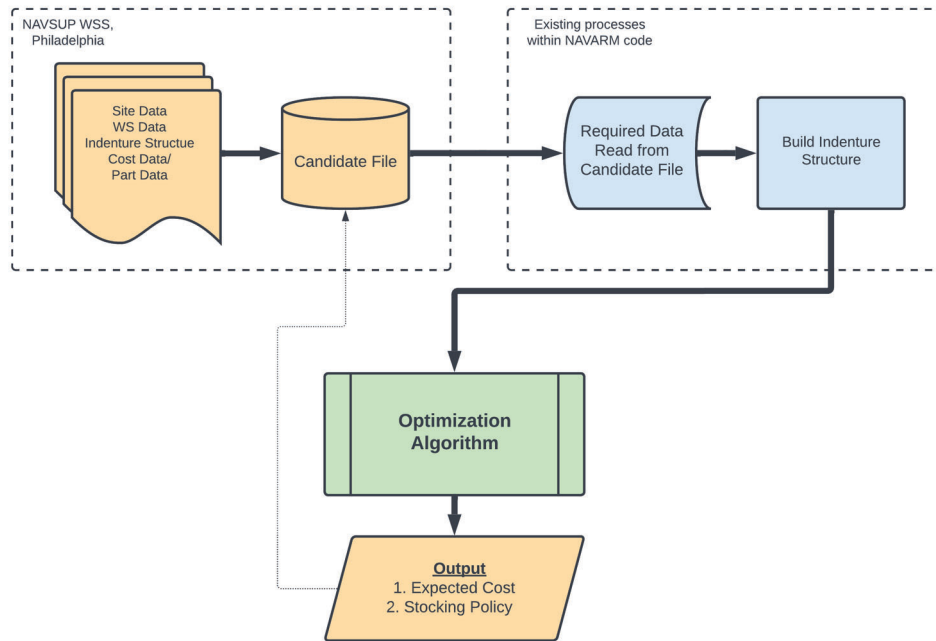 NAVSUP WSS,
Philadelphia
Site Data
WS Data
Indenture Structue
Cost Data/
Part Data
Candidate File
Existing processes
within NAVARM code
Required Data
Read from
Candidate File
Build Indenture
Structure
Optimization
Algorithm
Output
1. Expected Cost
2. Stocking Policy